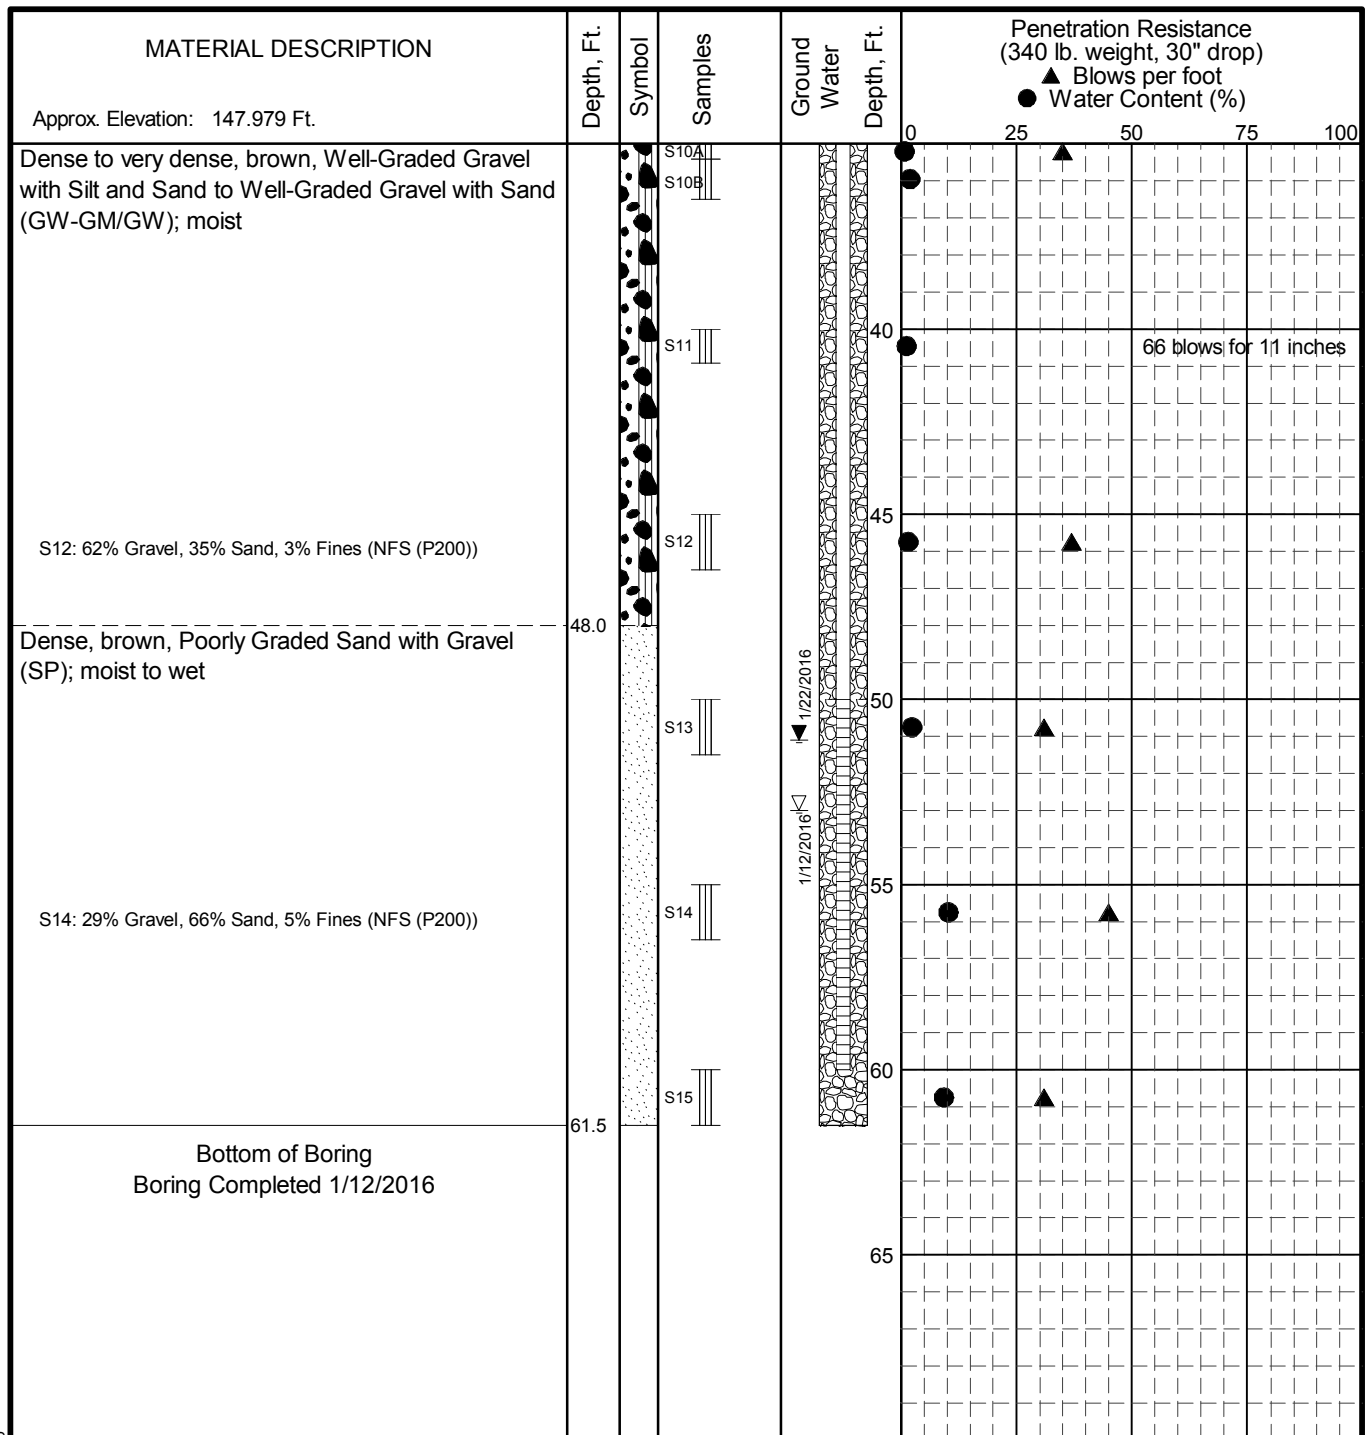 MATERIAL DESCRIPTION
Approx. Elevation: 147.979 Ft.
Depth, Ft.
Symbol
Samples
Ground
Water
Depth, Ft.
Penetration Resistance
(340 lb. weight, 30" drop)
▲ Blows per foot
● Water Content (%)
0 25 50 75 100
Dense to very dense, brown, Well-Graded Gravel
with Silt and Sand to Well-Graded Gravel with Sand
(GW-GM/GW); moist
S10A
S10B
40
S11
66 blows for 11 inches
45
S12
S12: 62% Gravel, 35% Sand, 3% Fines (NFS (P200))
48.0
Dense, brown, Poorly Graded Sand with Gravel
(SP); moist to wet
1/22/2016
50
S13
1/12/2016
55
S14
S14: 29% Gravel, 66% Sand, 5% Fines (NFS (P200))
60
S15
61.5
Bottom of Boring
Boring Completed 1/12/2016
65